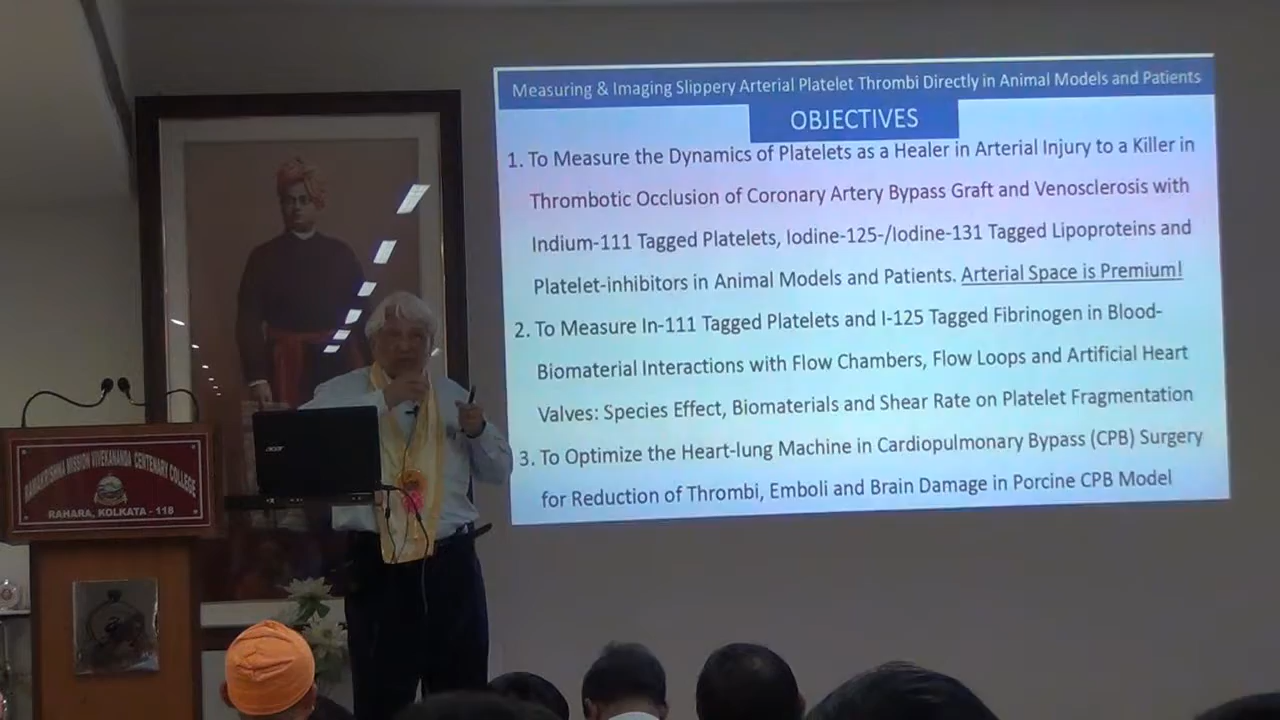 Measuring & Imaging Slippery Arterial Platelet Thrombi Directly in Animal Models and Patients
OBJECTIVES
1. To Measure the Dynamics of Platelets as a Healer in Arterial Injury to a Killer in
Thrombotic Occlusion of Coronary Artery Bypass Graft and Venosclerosis with
Indium-111 Tagged Platelets, Iodine-125-/Iodine-131 Tagged Lipoproteins and
Platelet-inhibitors in Animal Models and Patients. Arterial Space is Premium!
2. To Measure In-111 Tagged Platelets and I-125 Tagged Fibrinogen in Blood-
Biomaterial Interactions with Flow Chambers, Flow Loops and Artificial Heart
Valves: Species Effect, Biomaterials and Shear Rate on Platelet Fragmentation
3. To Optimize the Heart-lung Machine in Cardiopulmonary Bypass (CPB) Surgery
for Reduction of Thrombi, Emboli and Brain Damage in Porcine CPB Model
acer
RAMAKRISHNA MISSION VIVEKANANDA CENTENARY COLLEGE
RAHARA, KOLKATA - 118